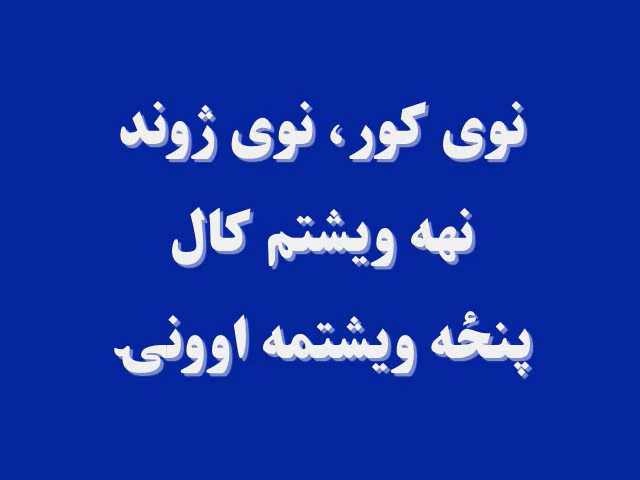 نوی کور، نوی ژوند
نهه ویشتم کال
پنځه ویشتمه اوونۍ